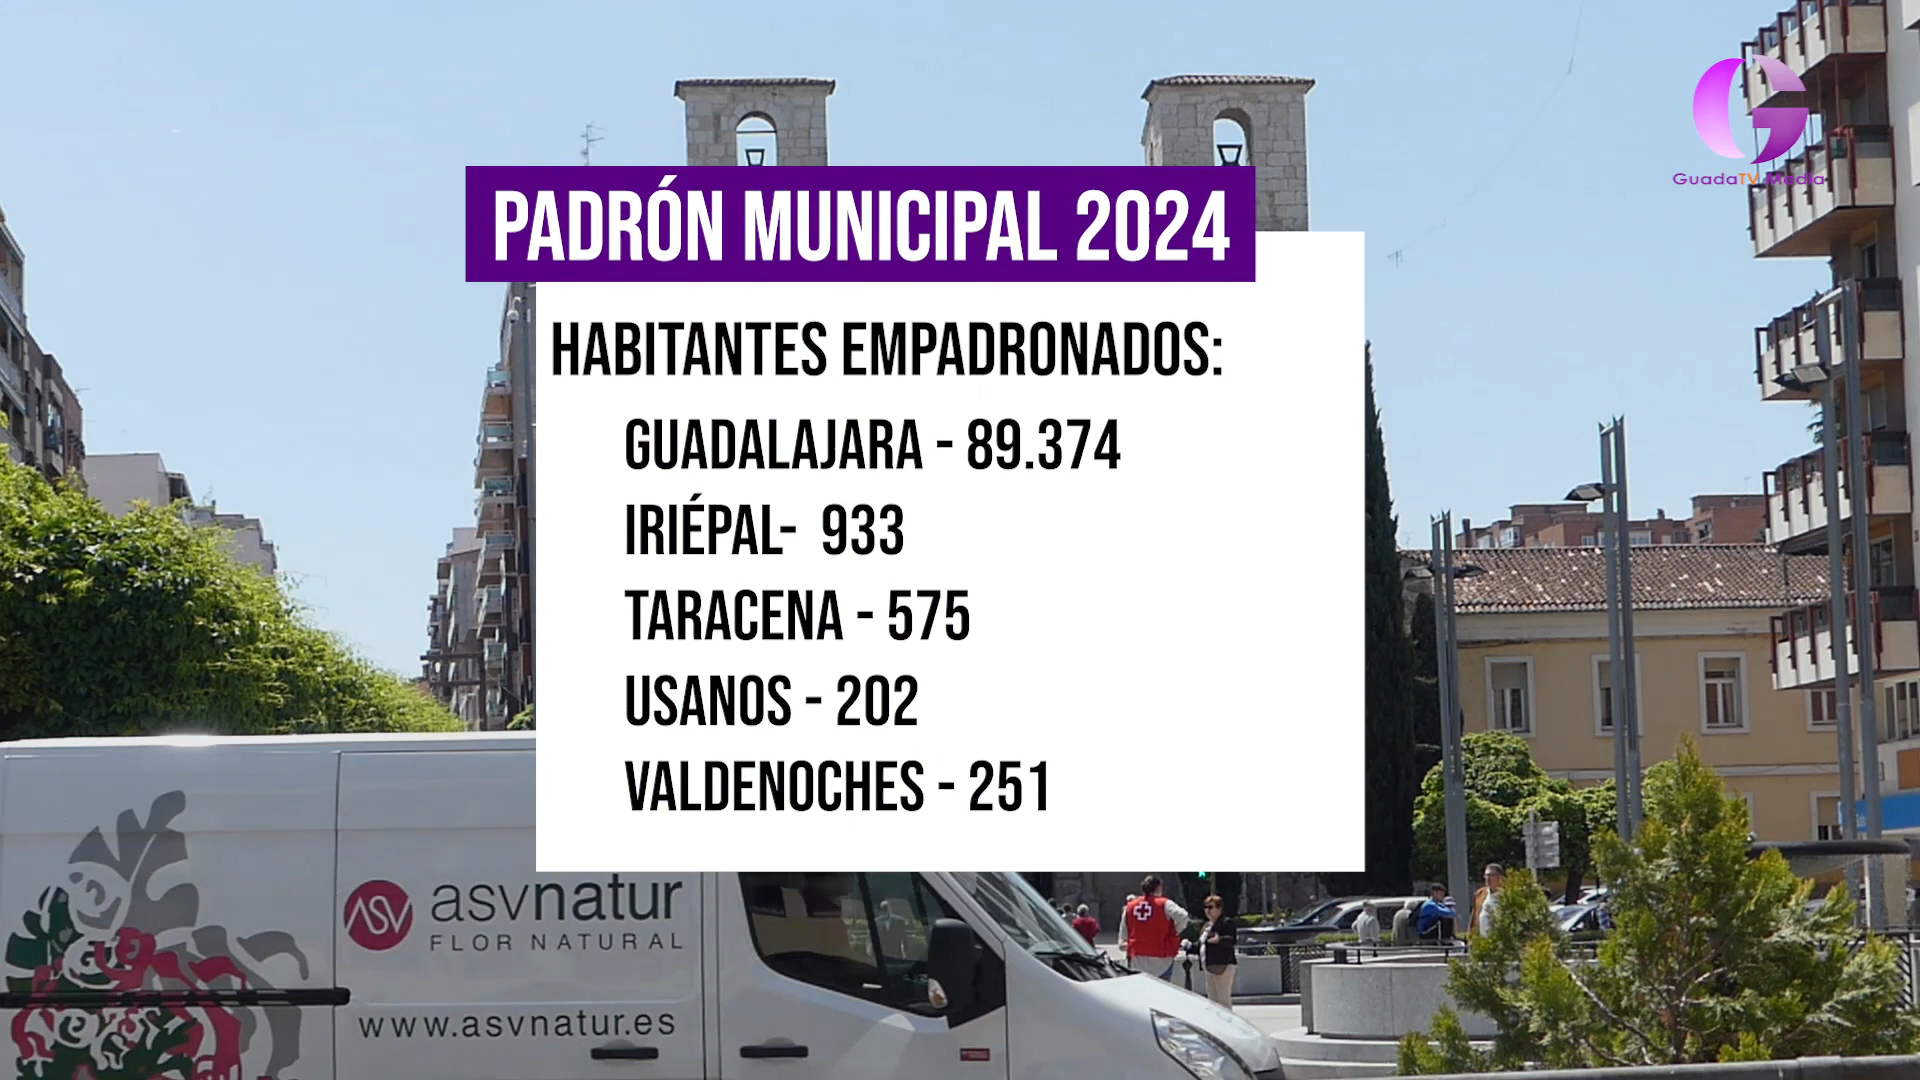 GuadaTV Media
PADRÓN MUNICIPAL 2024
HABITANTES EMPADRONADOS:
GUADALAJARA - 89.374
IRIÉPAL-  933
TARACENA - 575
USANOS - 202
VALDENOCHES - 251
asvnatur
FLOR NATURAL
www.asvnatur.es